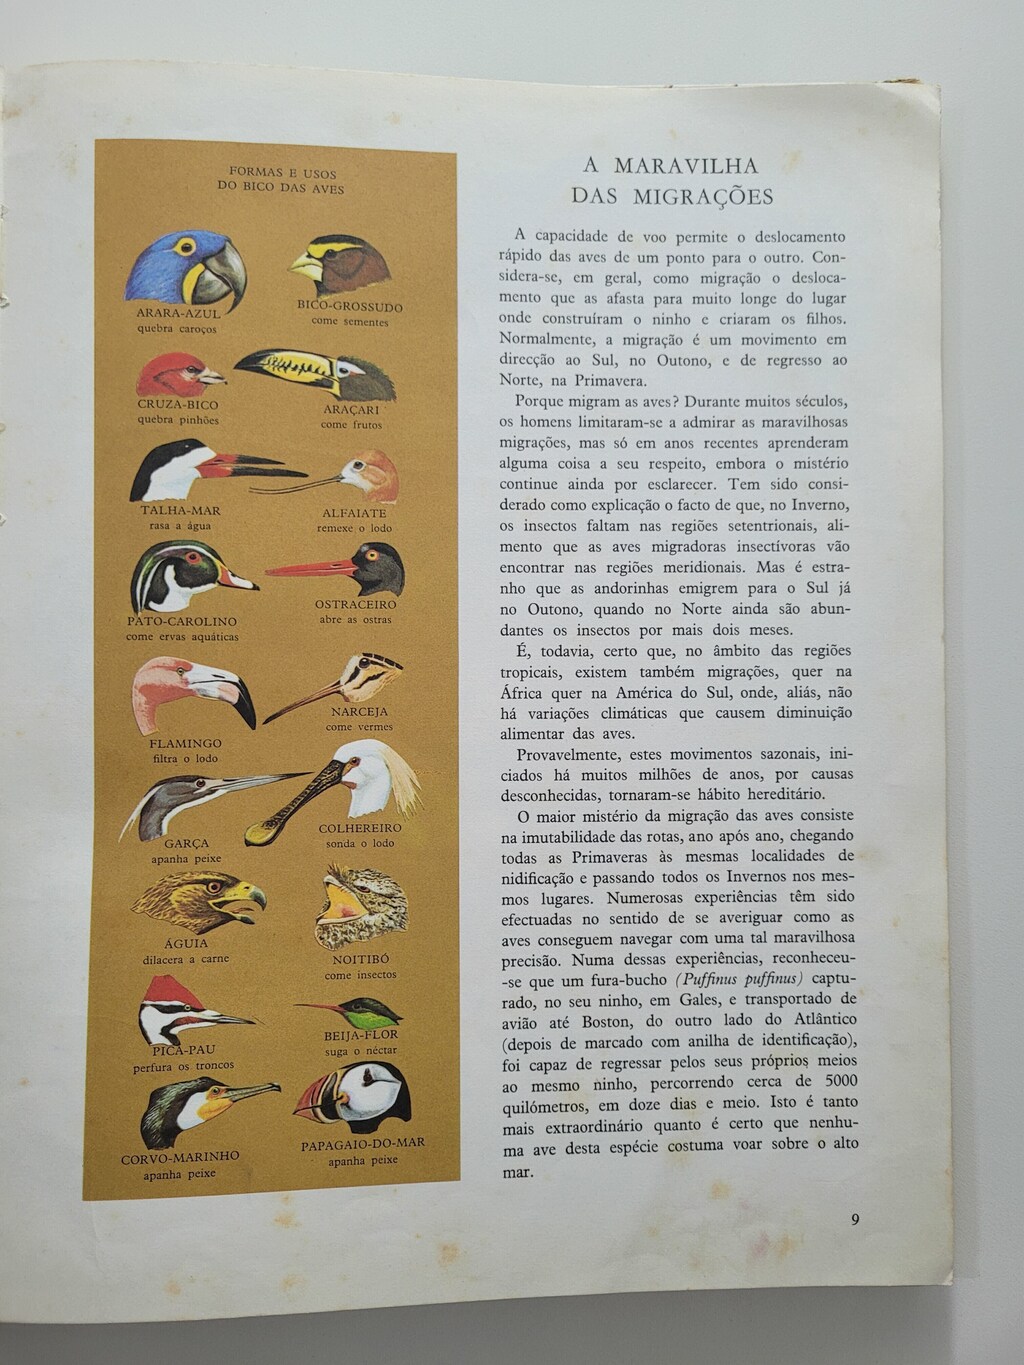 FORMAS E USOS
DO BICO DAS AVES
ARARA-AZUL
quebra caroços
BICO-GROSSUDO
come sementes
CRUZA-BICO
quebra pinhões
ARAÇARI
come frutos
TALHA-MAR
rasa a água
ALFAIATE
remexe o lodo
PATO-CAROLINO
come ervas aquáticas
OSTRACEIRO
abre as ostras
FLAMINGO
filtra o lodo
NARCEJA
come vermes
GARÇA
apanha peixe
COLHEREIRO
sonda o lodo
ÁGUIA
dilacera a carne
NOITIBÓ
come insectos
PICA-PAU
perfura os troncos
BEIJA-FLOR
suga o néctar
CORVO-MARINHO
apanha peixe
PAPAGAIO-DO-MAR
apanha peixe
A MARAVILHA
DAS MIGRAÇÕES
A capacidade de voo permite o deslocamento
rápido das aves de um ponto para o outro. Con-
sidera-se, em geral, como migração o desloca-
mento que as afasta para muito longe do lugar
onde construíram o ninho e criaram os filhos.
Normalmente, a migração é um movimento em
direcção ao Sul, no Outono, e de regresso ao
Norte, na Primavera.
Porque migram as aves? Durante muitos séculos,
os homens limitaram-se a admirar as maravilhosas
migrações, mas só em anos recentes aprenderam
alguma coisa a seu respeito, embora o mistério
continue ainda por esclarecer. Tem sido consi-
derado como explicação o facto de que, no Inverno,
os insectos faltam nas regiões setentrionais, ali-
mento que as aves migradoras insectívoras vão
encontrar nas regiões meridionais. Mas é estra-
nho que as andorinhas emigrem para o Sul já
no Outono, quando no Norte ainda são abun-
dantes os insectos por mais dois meses.
É, todavia, certo que, no âmbito das regiões
tropicais, existem também migrações, quer na
África quer na América do Sul, onde, aliás, não
há variações climáticas que causem diminuição
alimentar das aves.
Provavelmente, estes movimentos sazonais, ini-
ciados há muitos milhões de anos, por causas
desconhecidas, tornaram-se hábito hereditário.
O maior mistério da migração das aves consiste
na imutabilidade das rotas, ano após ano, chegando
todas as Primaveras às mesmas localidades de
nidificação e passando todos os Invernos nos mes-
mos lugares. Numerosas experiências têm sido
efectuadas no sentido de se averiguar como as
aves conseguem navegar com uma tal maravilhosa
precisão. Numa dessas experiências, reconheceu-
-se que um fura-bucho (Puffinus puffinus) captu-
rado, no seu ninho, em Gales, e transportado de
avião até Boston, do outro lado do Atlântico
(depois de marcado com anilha de identificação),
foi capaz de regressar pelos seus próprios meios
ao mesmo ninho, percorrendo cerca de 5000
quilómetros, em doze dias e meio. Isto é tanto
mais extraordinário quanto é certo que nenhu-
ma ave desta espécie costuma voar sobre o alto
mar.
9